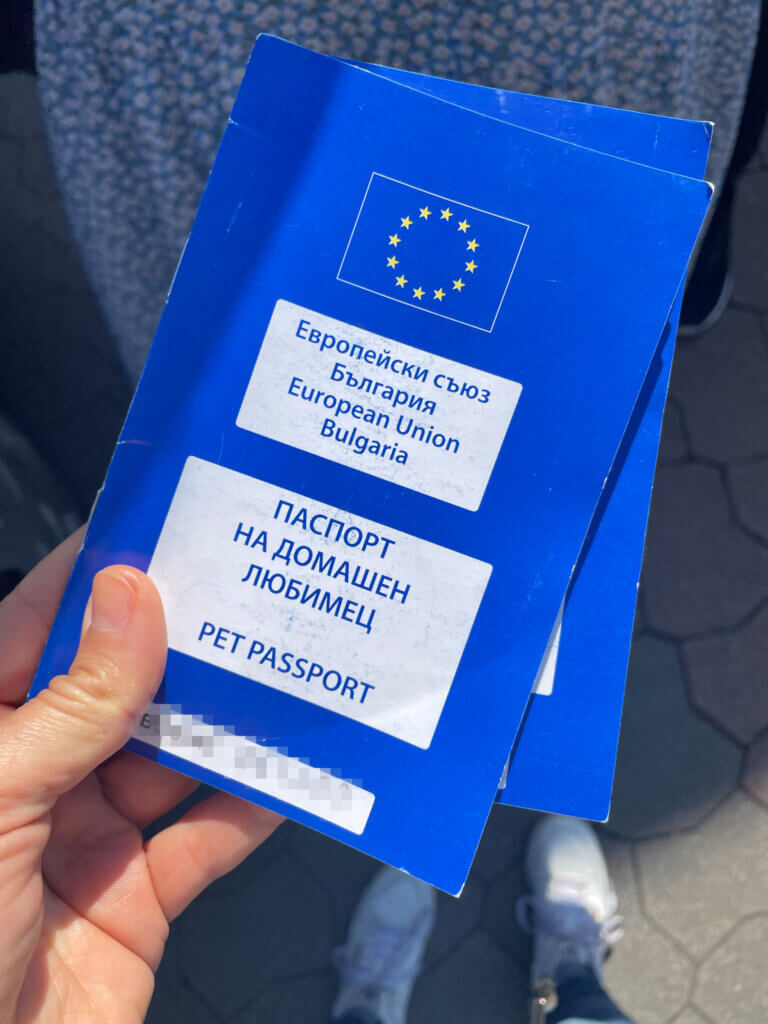 Европейски съюз
България
European Union
Bulgaria
ПАСПОРТ
НА ДОМАШЕН
ЛЮБИМЕЦ
PET PASSPORT